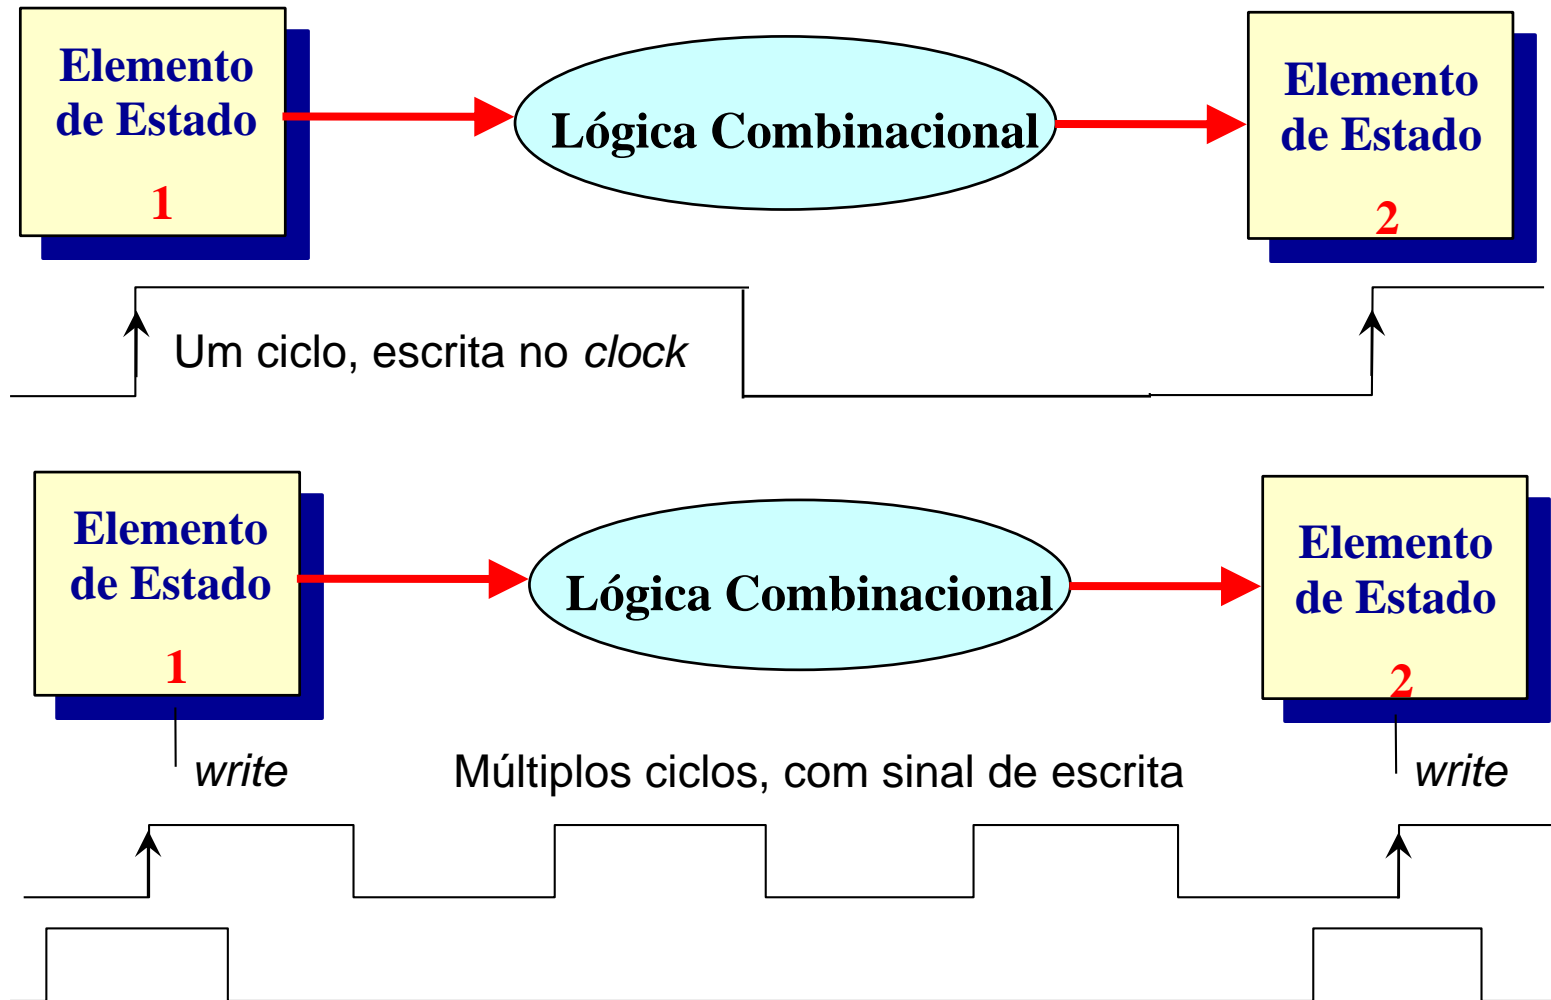 Elemento
de Estado
1
Lógica Combinacional
Elemento
de Estado
2
Um ciclo, escrita no clock
Elemento
de Estado
1
Lógica Combinacional
Elemento
de Estado
2
write
Múltiplos ciclos, com sinal de escrita
write